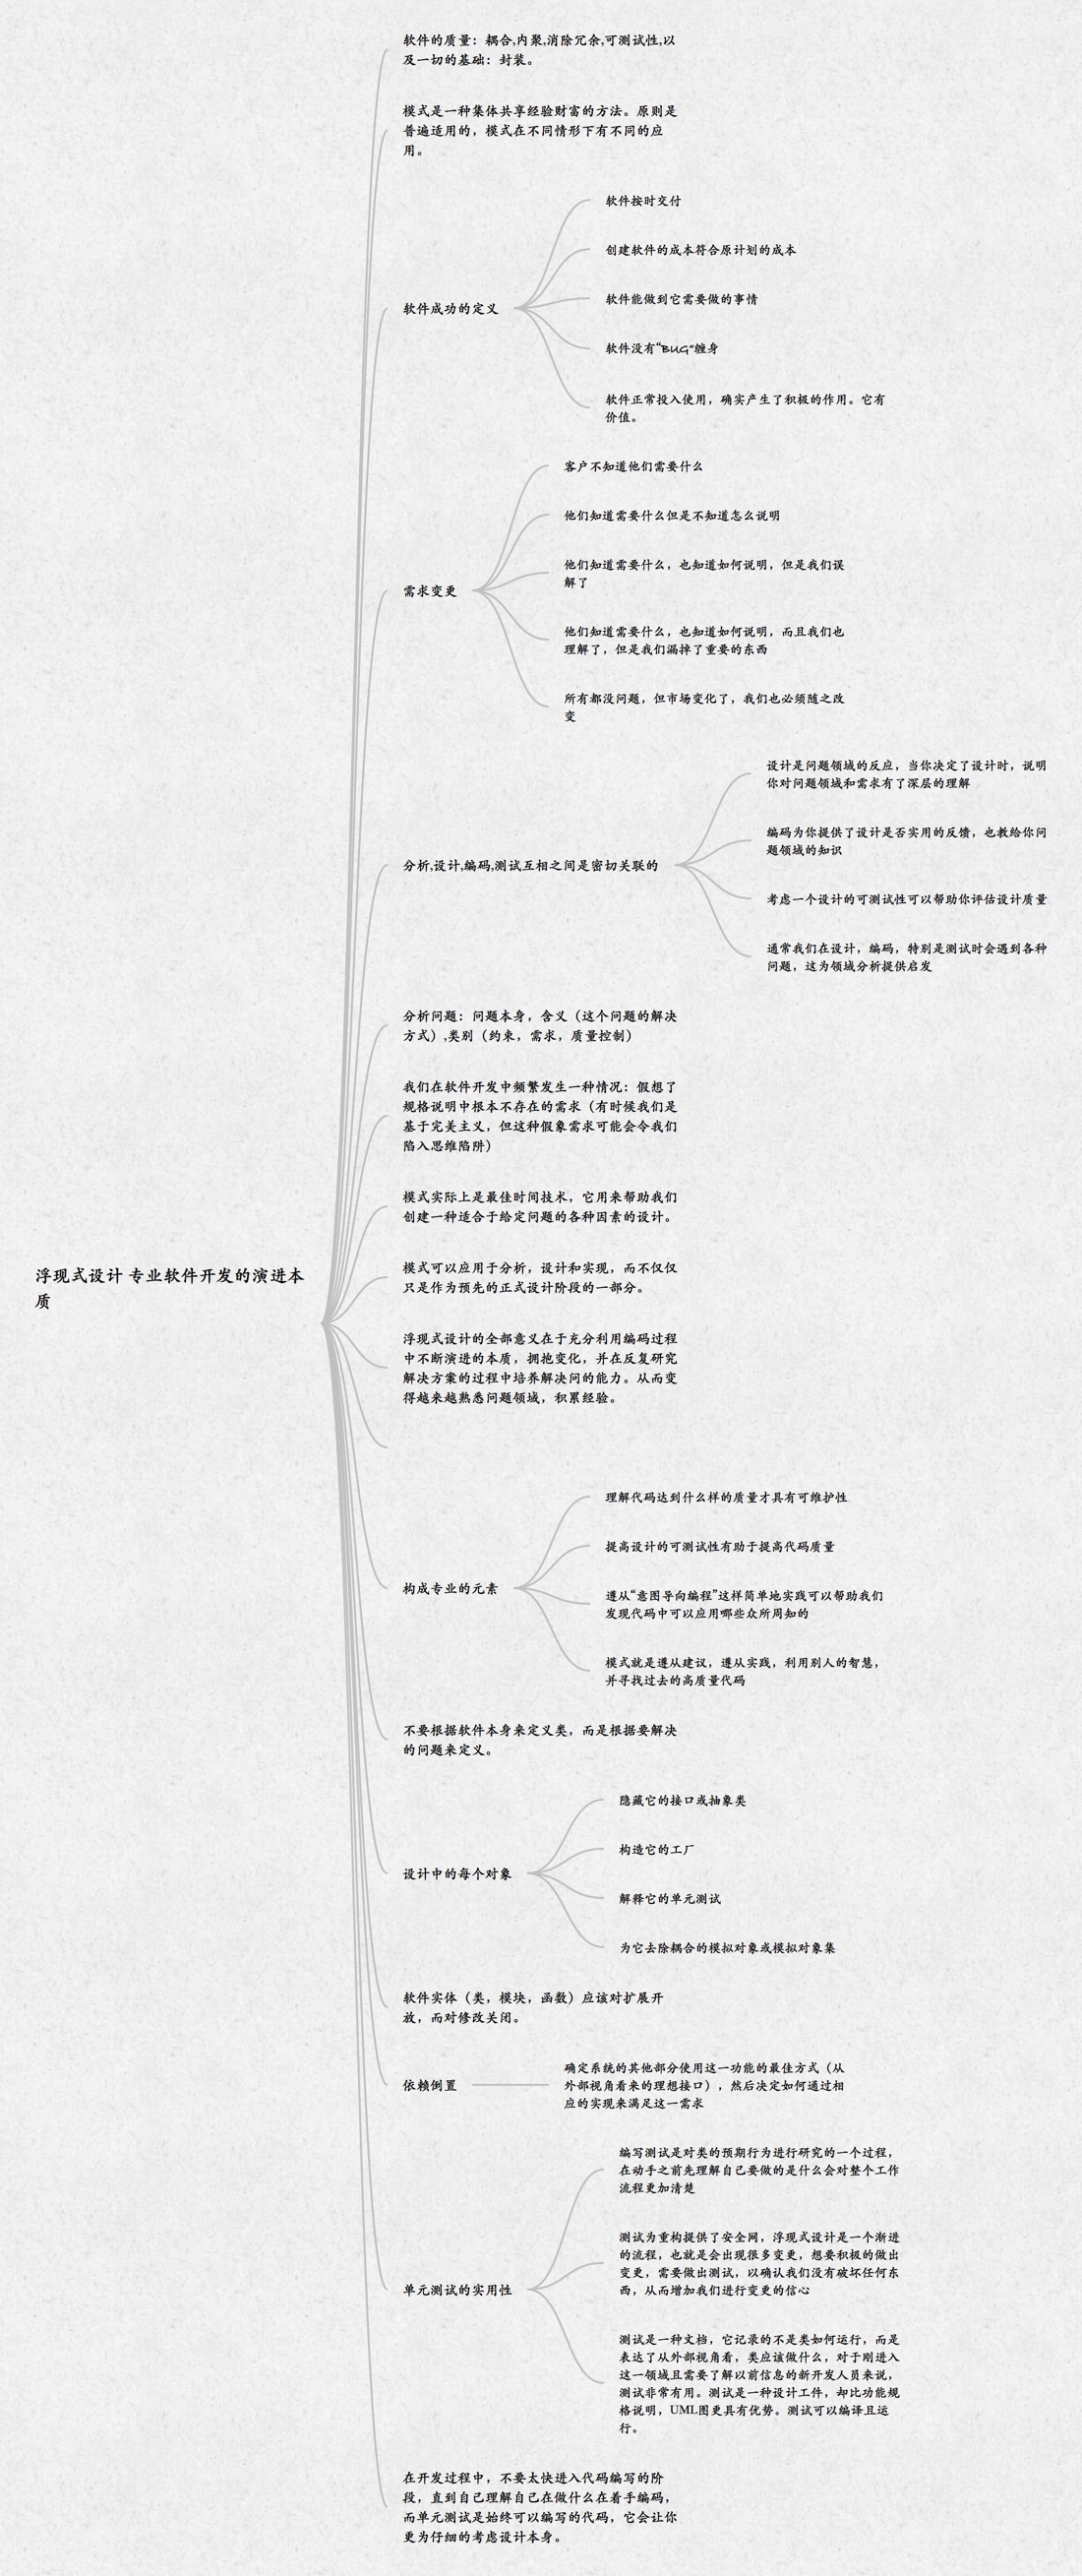 软件的质量：耦合,内聚,消除冗余,可测试性,以
及一切的基础：封装。
模式是一种集体共享经验财富的方法。原则是
普遍适用的，模式在不同情形下有不同的应
用。
软件成功的定义
软件按时交付
创建软件的成本符合原计划的成本
软件能做到它需要做的事情
软件没有“BUG”缠身
软件正常投入使用，确实产生了积极的作用。它有
价值。
需求变更
客户不知道他们需要什么
他们知道需要什么但是不知道怎么说明
他们知道需要什么，也知道如何说明，但是我们误
解了
他们知道需要什么，也知道如何说明，而且我们也
理解了，但是我们漏掉了重要的东西
所有都没问题，但市场变化了，我们也必须随之改
变
分析,设计,编码,测试互相之间是密切关联的
设计是问题领域的反应，当你决定了设计时，说明
你对问题领域和需求有了深层的理解
编码为你提供了设计是否实用的反馈，也教给你问
题领域的知识
考虑一个设计的可测试性可以帮助你评估设计质量
通常我们在设计，编码，特别是测试时会遇到各种
问题，这为领域分析提供启发
分析问题：问题本身，含义（这个问题的解决
方式）,类别（约束，需求，质量控制）
我们在软件开发中频繁发生一种情况：假想了
规格说明中根本不存在的需求（有时候我们是
基于完美主义，但这种假象需求可能会令我们
陷入思维陷阱）
模式实际上是最佳时间技术，它用来帮助我们
创建一种适合于给定问题的各种因素的设计。
浮现式设计 专业软件开发的演进本
质
模式可以应用于分析，设计和实现，而不仅仅
只是作为预先的正式设计阶段的一部分。
浮现式设计的全部意义在于充分利用编码过程
中不断演进的本质，拥抱变化，并在反复研究
解决方案的过程中培养解决问的能力。从而变
得越来越熟悉问题领域，积累经验。
构成专业的元素
理解代码达到什么样的质量才具有可维护性
提高设计的可测试性有助于提高代码质量
遵从“意图导向编程”这样简单地实践可以帮助我们
发现代码中可以应用哪些众所周知的
模式就是遵从建议，遵从实践，利用别人的智慧，
并寻找过去的高质量代码
不要根据软件本身来定义类，而是根据要解决
的问题来定义。
设计中的每个对象
隐藏它的接口或抽象类
构造它的工厂
解释它的单元测试
为它去除耦合的模拟对象或模拟对象集
软件实体（类，模块，函数）应该对扩展开
放，而对修改关闭。
依赖倒置
确定系统的其他部分使用这一功能的最佳方式（从
外部视角看来的理想接口），然后决定如何通过相
应的实现来满足这一需求
单元测试的实用性
编写测试是对类的预期行为进行研究的一个过程，
在动手之前先理解自己要做的是什么会对整个工作
流程更加清楚
测试为重构提供了安全网，浮现式设计是一个渐进
的流程，也就是会出现很多变更，想要积极的做出
变更，需要做出测试，以确认我们没有破坏任何东
西，从而增加我们进行变更的信心
测试是一种文档，它记录的不是类如何运行，而是
表达了从外部视角看，类应该做什么，对于刚进入
这一领域且需要了解以前信息的新开发人员来说，
测试非常有用。测试是一种设计工件，却比功能规
格说明，UML图更具有优势。测试可以编译且运
行。
在开发过程中，不要太快进入代码编写的阶
段，直到自己理解自己在做什么在着手编码，
而单元测试是始终可以编写的代码，它会让你
更为仔细的考虑设计本身。